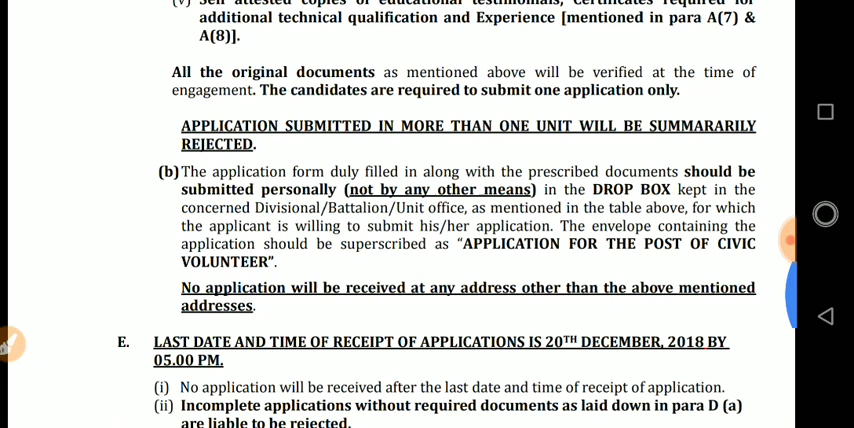 (v) Self attested copies of educational testimonials, Certificates required for
additional technical qualification and Experience [mentioned in para A(7) &
A(8)].
All the original documents as mentioned above will be verified at the time of
engagement. The candidates are required to submit one application only.
APPLICATION SUBMITTED IN MORE THAN ONE UNIT WILL BE SUMMARARILY
REJECTED.
(b) The application form duly filled in along with the prescribed documents should be
submitted personally (not by any other means) in the DROP BOX kept in the
concerned Divisional/Battalion/Unit office, as mentioned in the table above, for which
the applicant is willing to submit his/her application. The envelope containing the
application should be superscribed as “APPLICATION FOR THE POST OF CIVIC
VOLUNTEER”.
No application will be received at any address other than the above mentioned
addresses.
E. LAST DATE AND TIME OF RECEIPT OF APPLICATIONS IS 20TH DECEMBER, 2018 BY
05.00 PM.
(i) No application will be received after the last date and time of receipt of application.
(ii) Incomplete applications without required documents as laid down in para D (a)
are liable to be rejected.